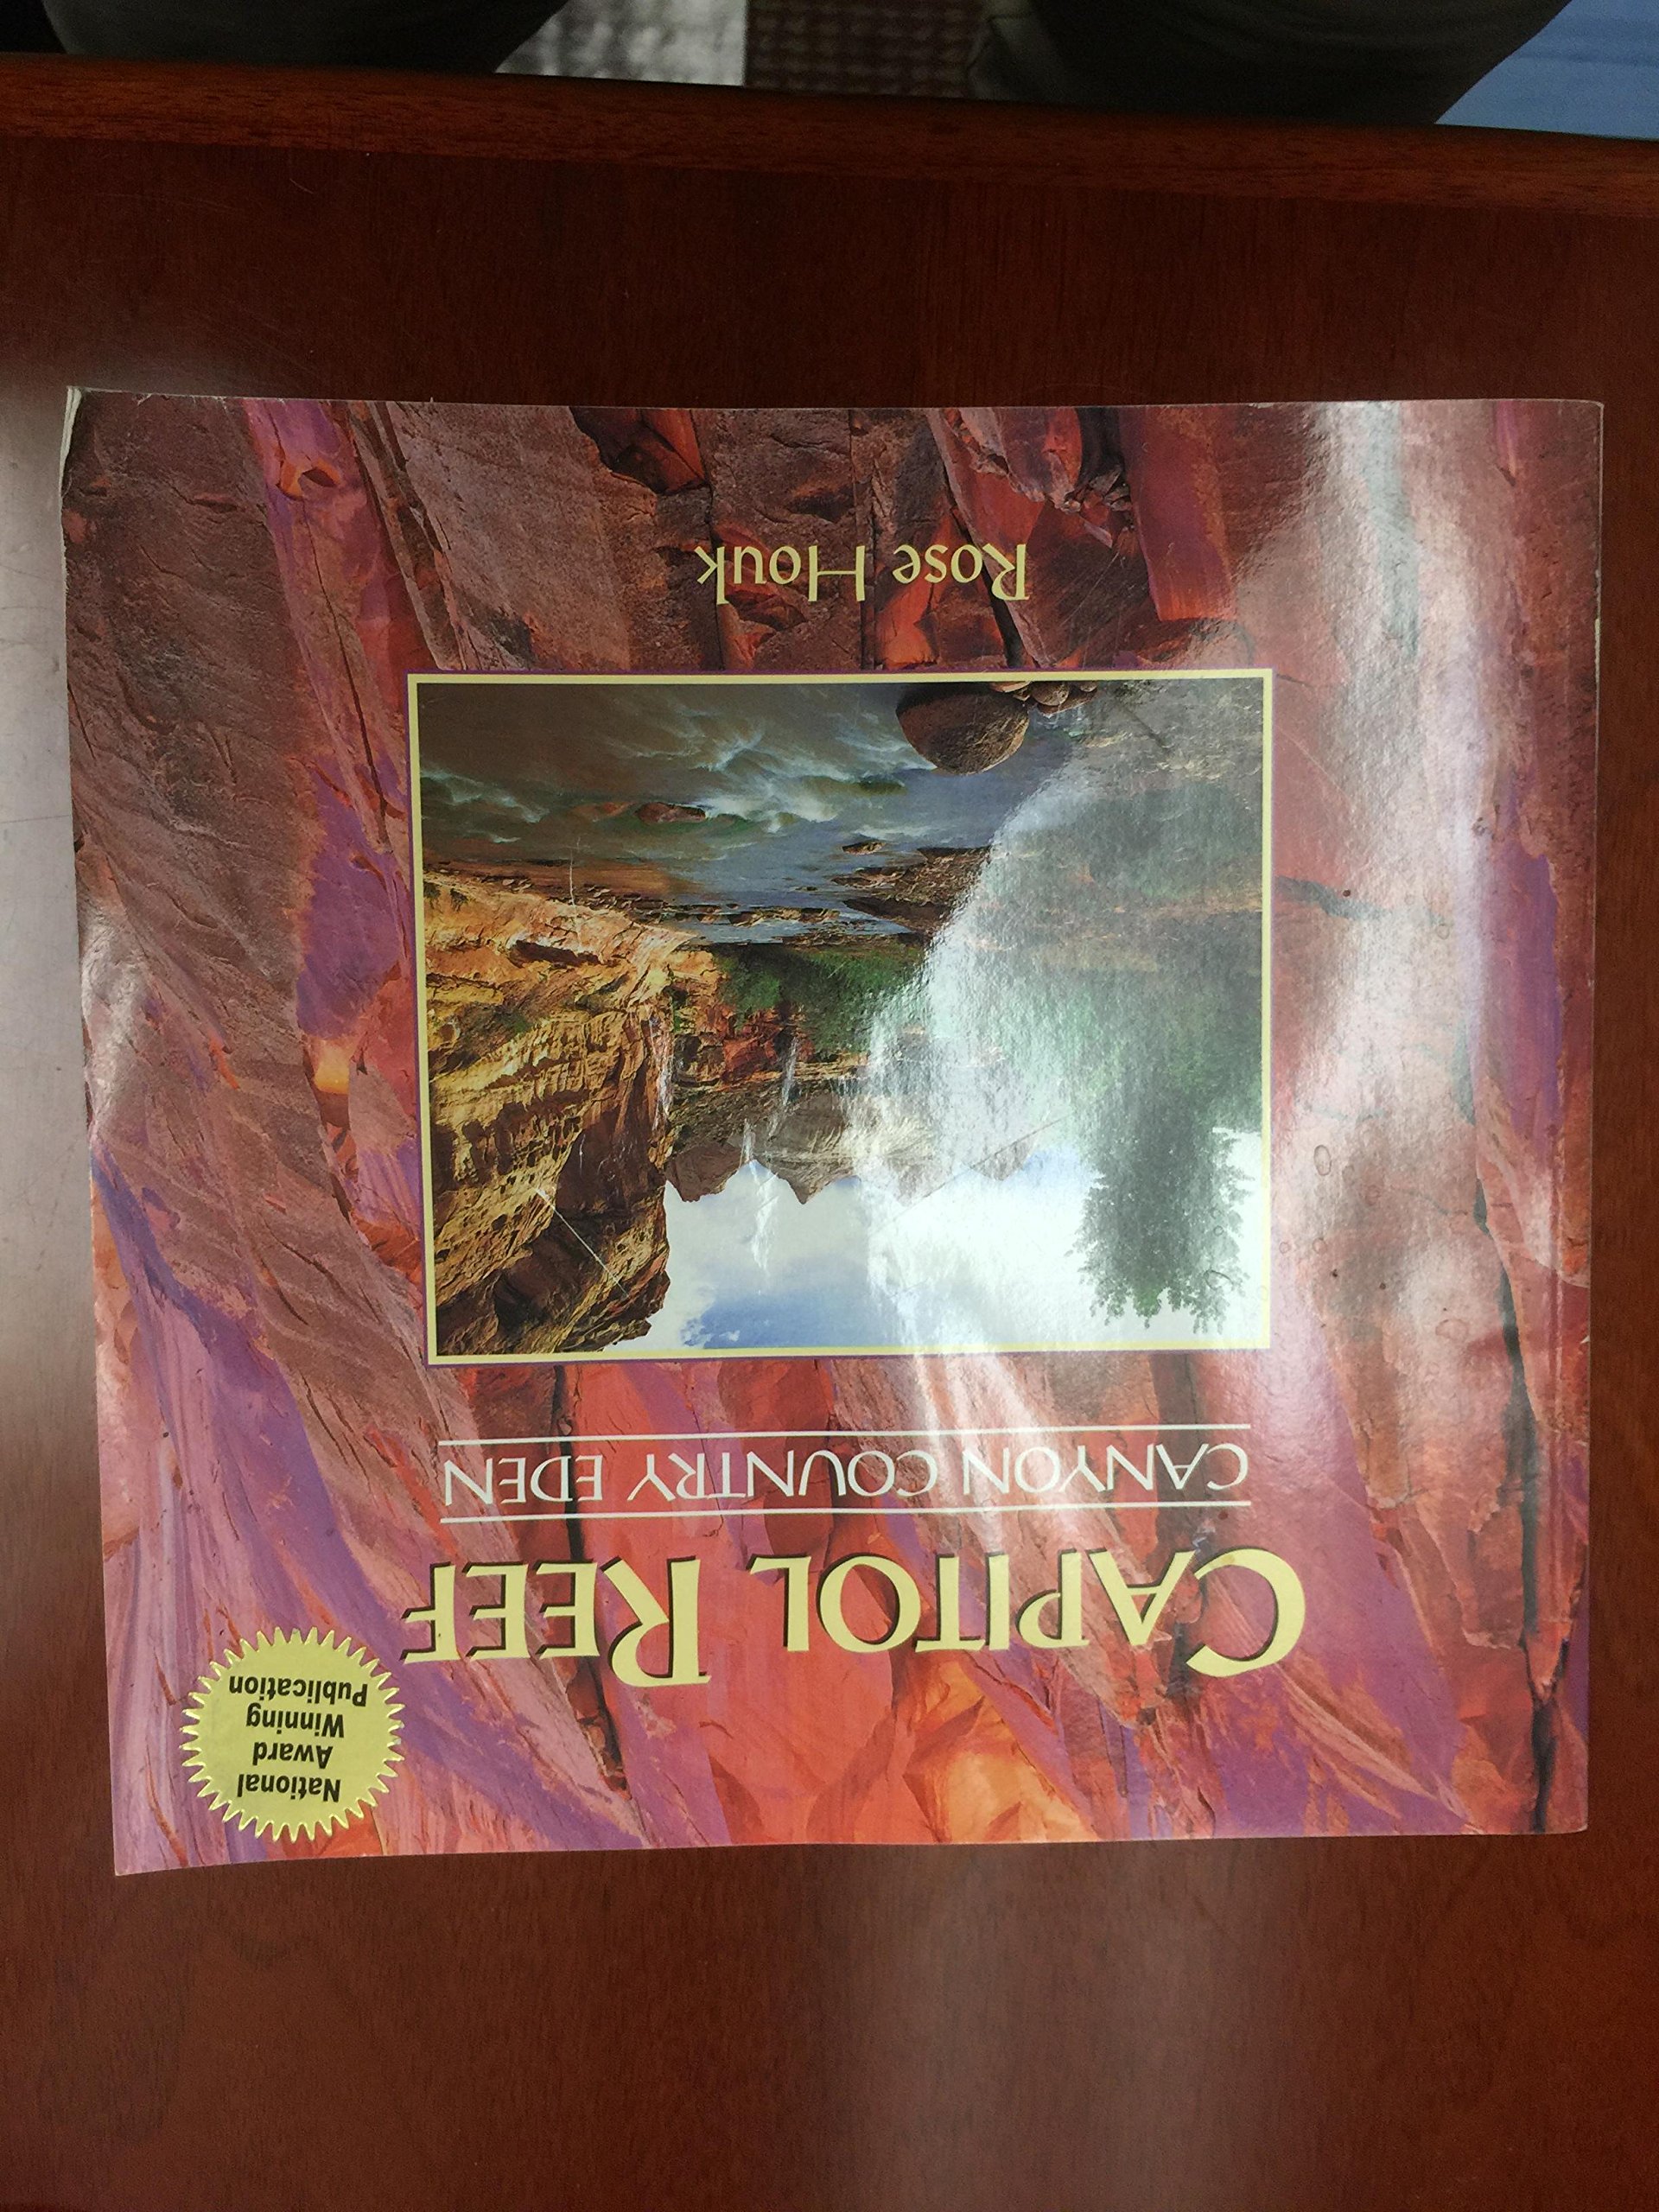 National
Award
Winning
Publication
CAPITOL REEF
CANYON COUNTRY EDEN
Rose Houk